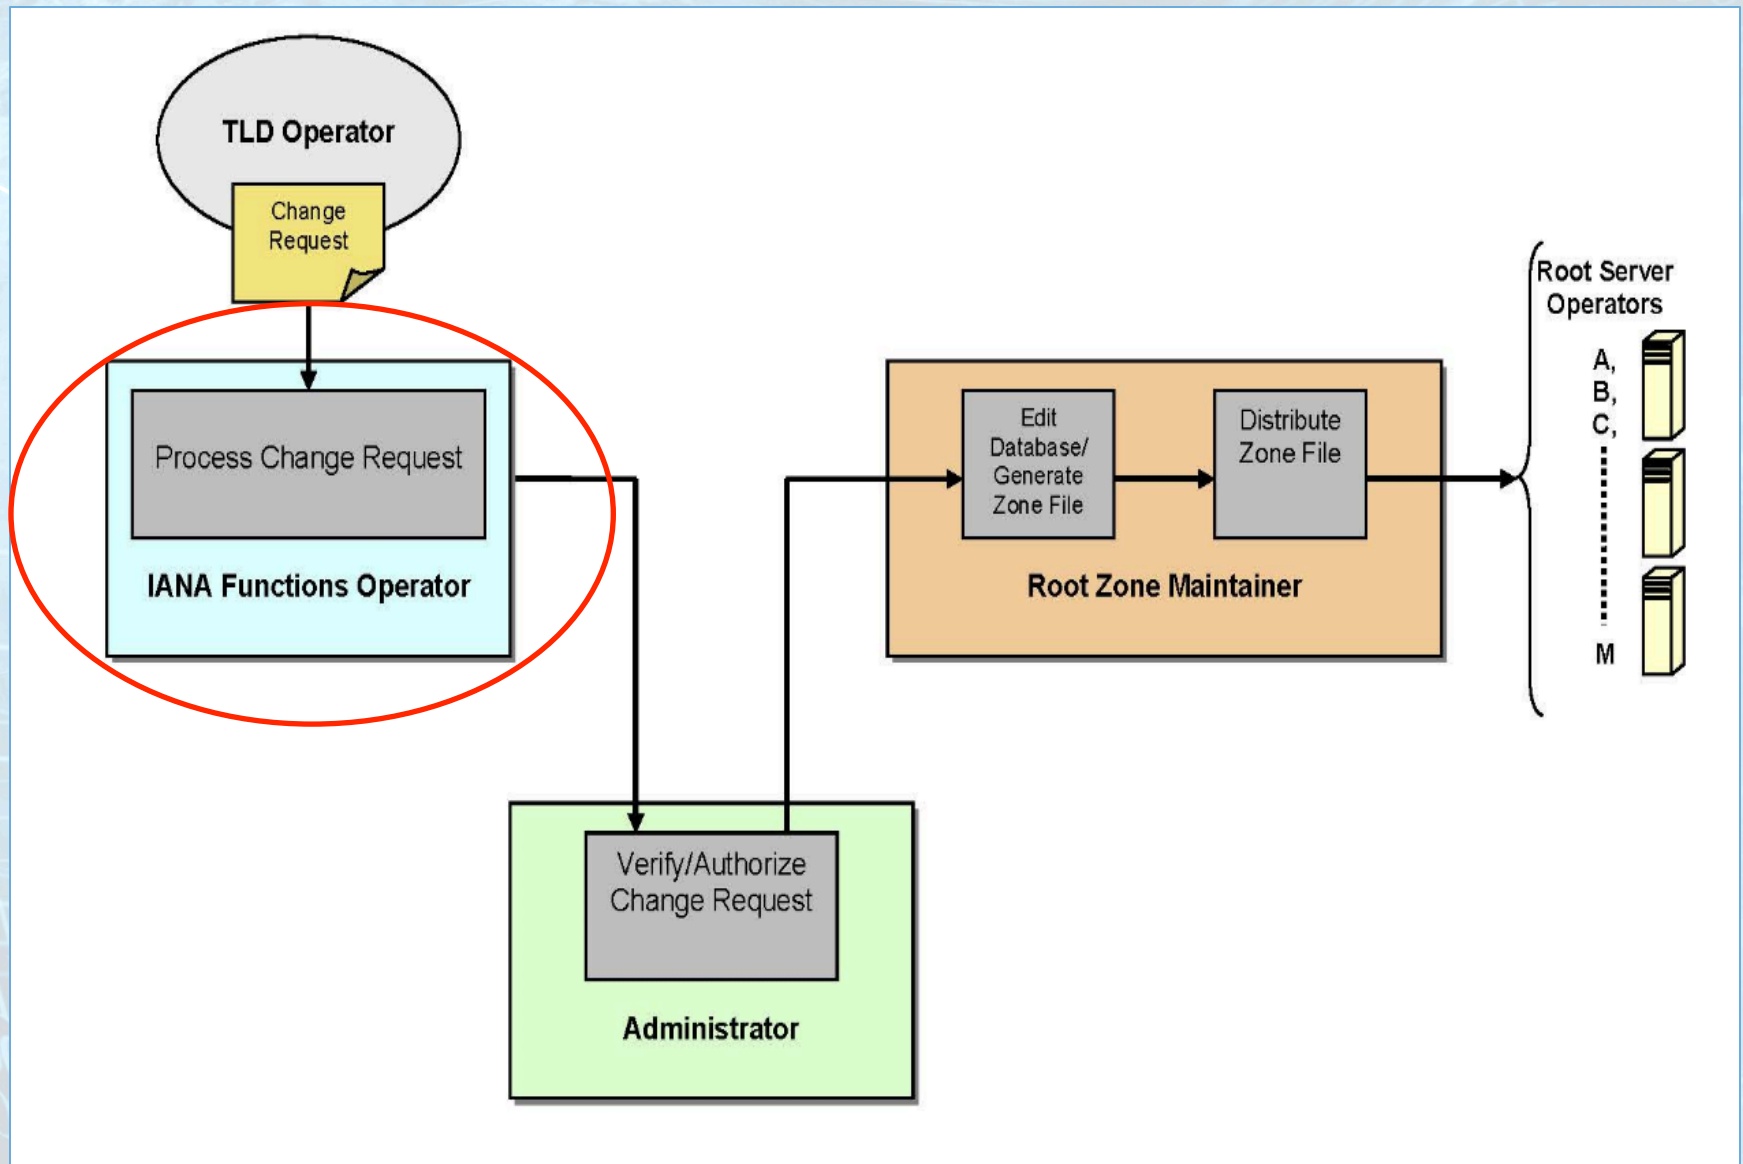 TLD Operator
Change
Request
Process Change Request
IANA Functions Operator
Verify/Authorize
Change Request
Administrator
Edit
Database/
Generate
Zone File
Distribute
Zone File
Root Zone Maintainer
Root Server
Operators
A,
B,
C,
M